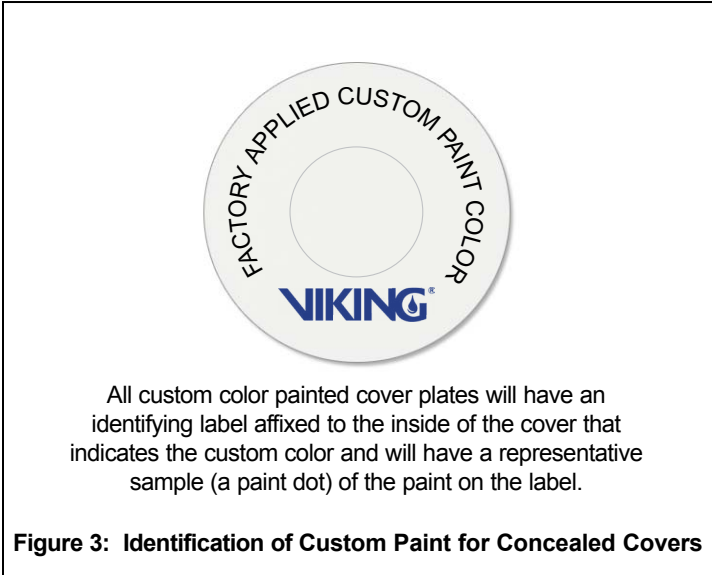 FACTORY APPLIED CUSTOM PAINT COLOR
VIKING®
All custom color painted cover plates will have an
identifying label affixed to the inside of the cover that
indicates the custom color and will have a representative
sample (a paint dot) of the paint on the label.
Figure 3: Identification of Custom Paint for Concealed Covers